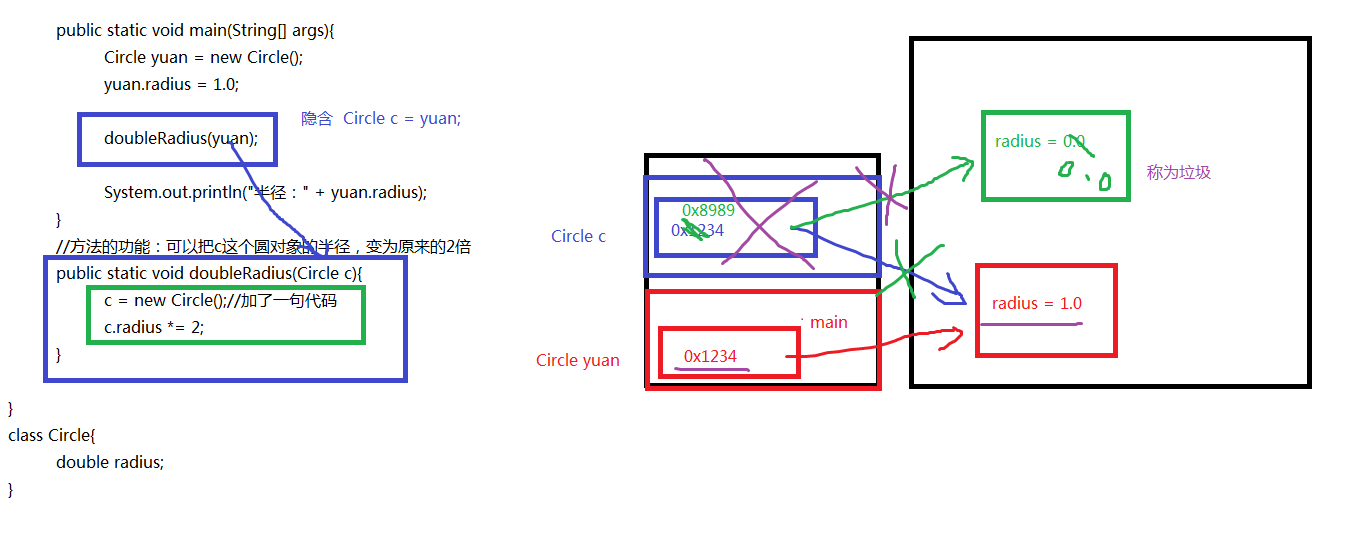 public static void main(String[] args){
Circle yuan = new Circle();
yuan.radius = 1.0;
隐含 Circle c = yuan;
doubleRadius(yuan);
System.out.println("半径：" + yuan.radius);
}
//方法的功能：可以把c这个圆对象的半径，变为原来的2倍
public static void doubleRadius(Circle c){
c = new Circle();//加了一句代码
c.radius *= 2;
}
}
class Circle{
double radius;
}
Circle c
0x8989
0x1234
main
Circle yuan
0x1234
radius = 0.0
0.0
称为垃圾
radius = 1.0